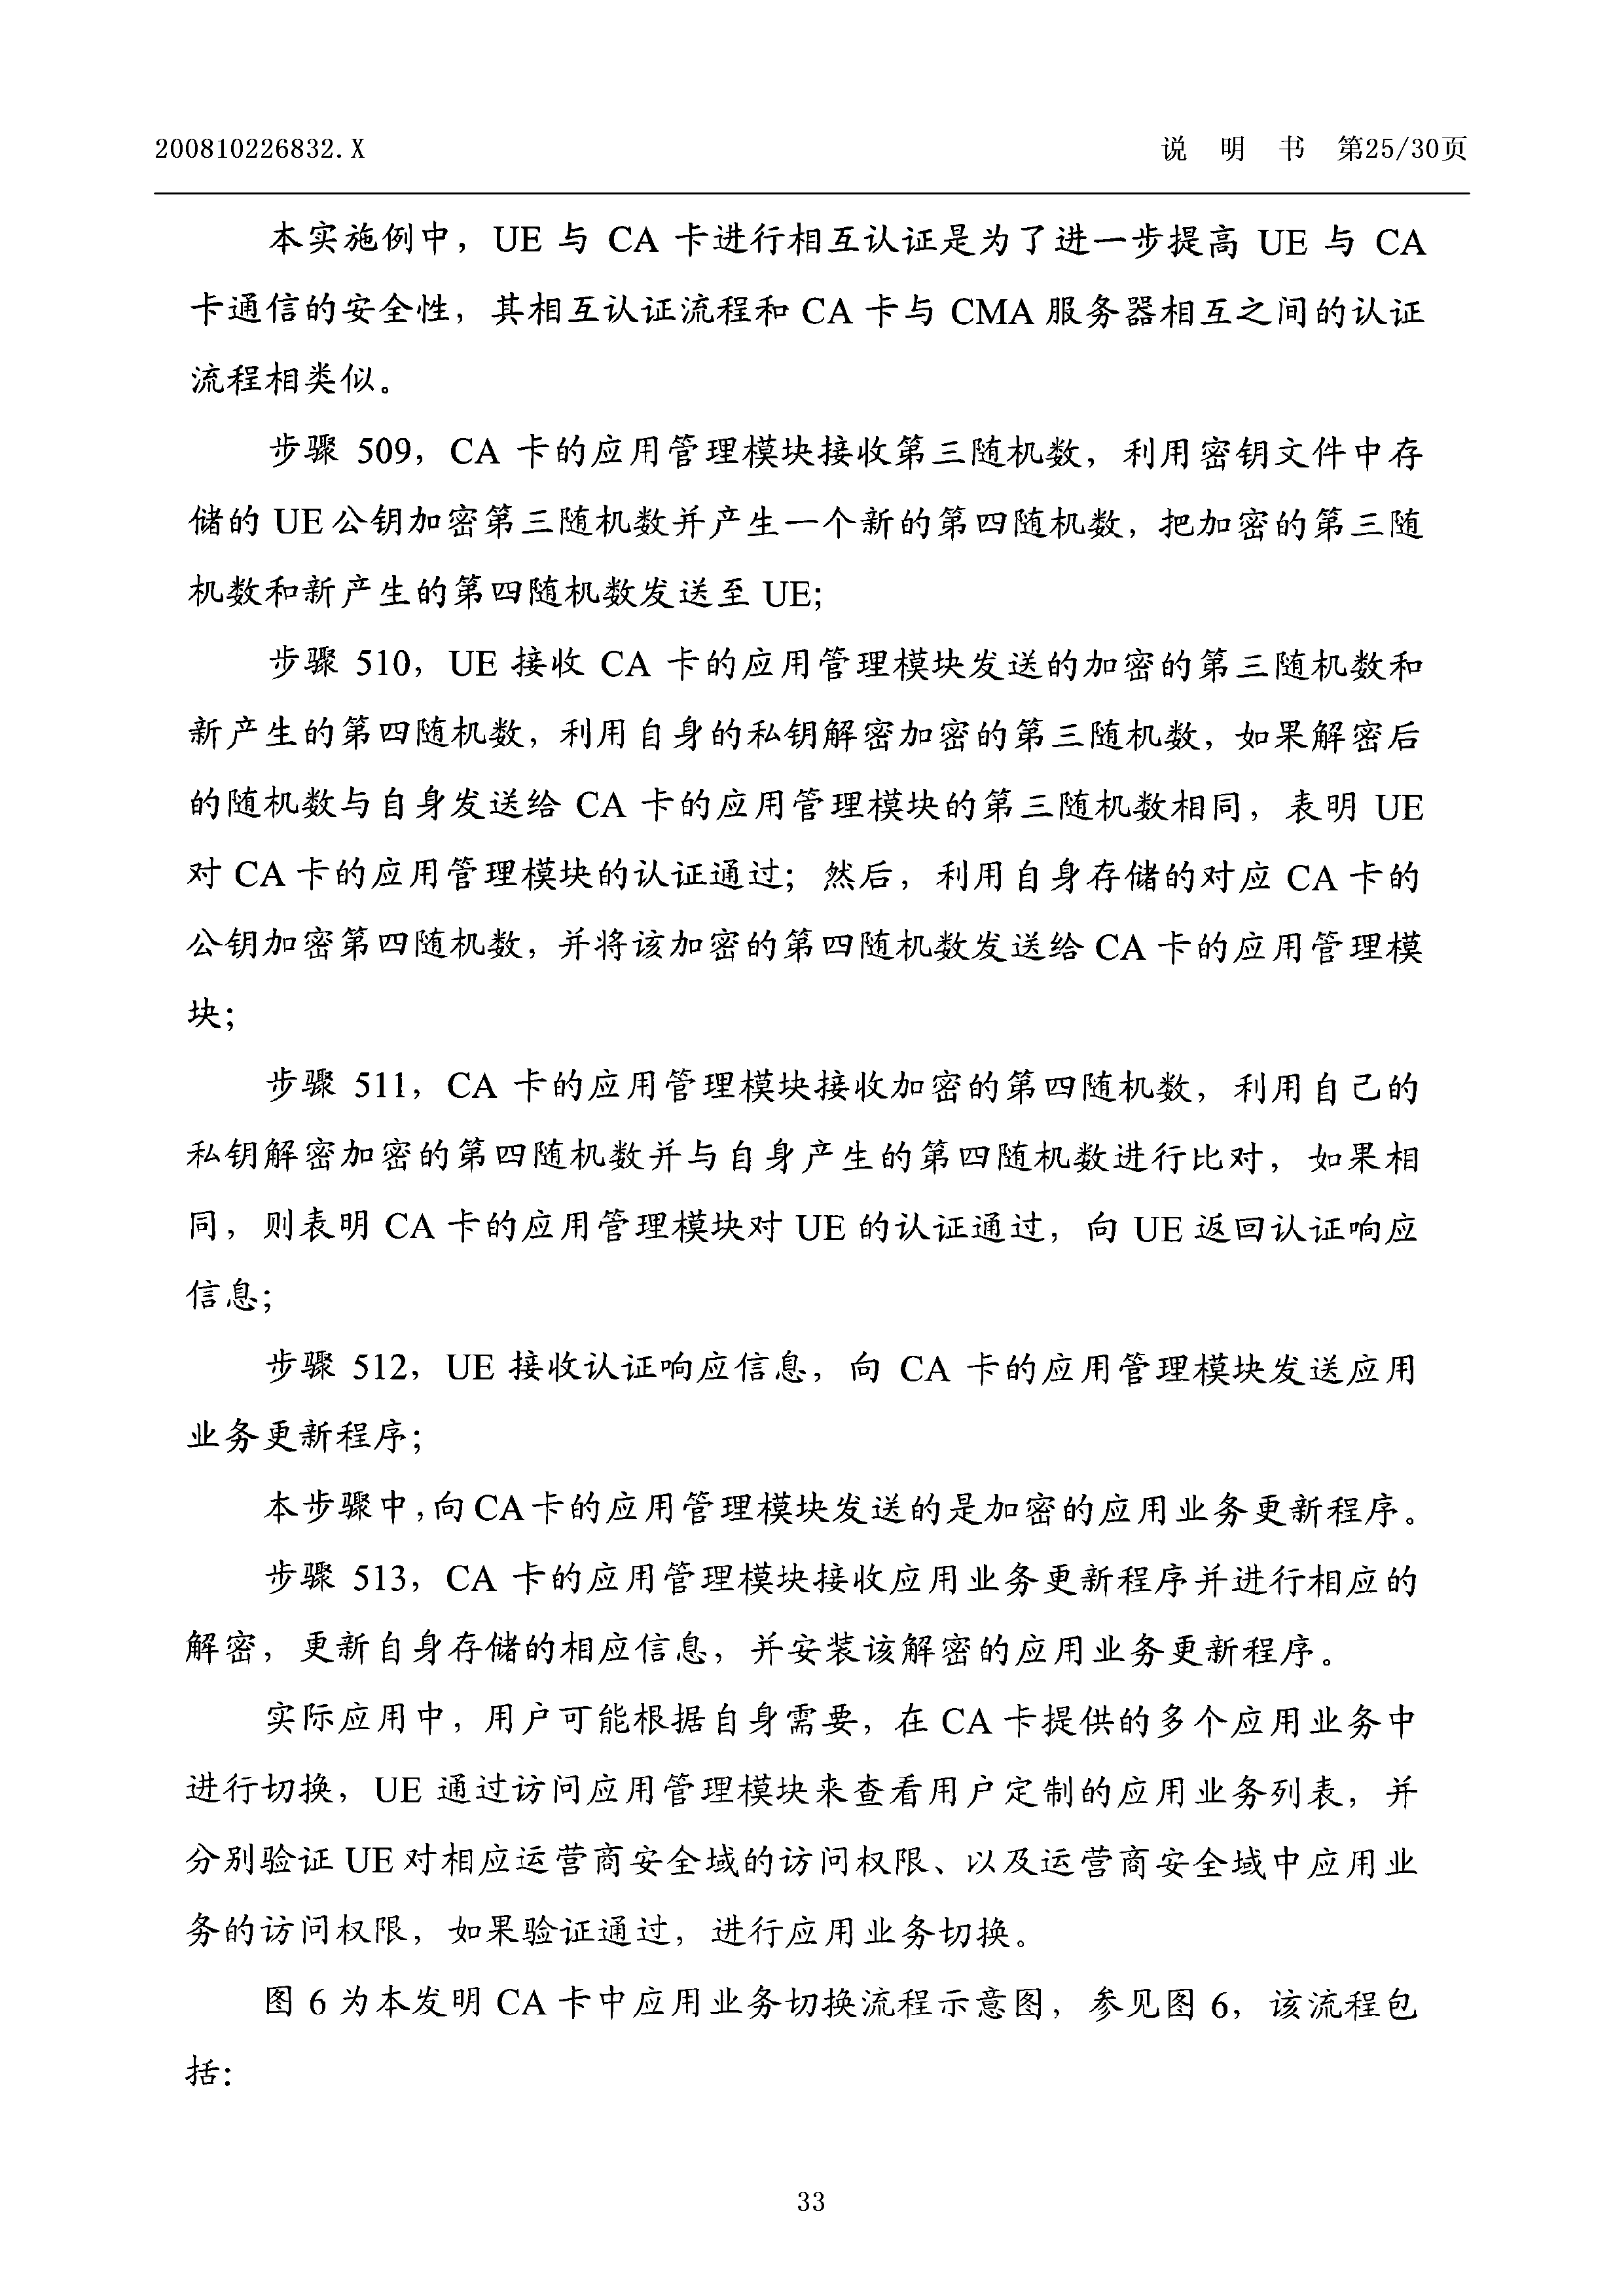 200810226832.X 说 明 书 第25/30页
本实施例中，UE 与 CA 卡进行相互认证是为了进一步提高 UE 与 CA
卡通信的安全性，其相互认证流程和 CA 卡与 CMA 服务器相互之间的认证
流程相类似。
步骤 509，CA 卡的应用管理模块接收第三随机数，利用密钥文件中存
储的 UE 公钥加密第三随机数并产生一个新的第四随机数，把加密的第三随
机数和新产生的第四随机数发送至 UE；
步骤 510，UE 接收 CA 卡的应用管理模块发送的加密的第三随机数和
新产生的第四随机数，利用自身的私钥解密加密的第三随机数，如果解密后
的随机数与自身发送给 CA 卡的应用管理模块的第三随机数相同，表明 UE
对 CA 卡的应用管理模块的认证通过；然后，利用自身存储的对应 CA 卡的
公钥加密第四随机数，并将该加密的第四随机数发送给 CA 卡的应用管理模
块；
步骤 511，CA 卡的应用管理模块接收加密的第四随机数，利用自己的
私钥解密加密的第四随机数并与自身产生的第四随机数进行比对，如果相
同，则表明 CA 卡的应用管理模块对 UE 的认证通过，向 UE 返回认证响应
信息；
步骤 512，UE 接收认证响应信息，向 CA 卡的应用管理模块发送应用
业务更新程序；
本步骤中，向 CA 卡的应用管理模块发送的是加密的应用业务更新程序。
步骤 513，CA 卡的应用管理模块接收应用业务更新程序并进行相应的
解密，更新自身存储的相应信息，并安装该解密的应用业务更新程序。
实际应用中，用户可能根据自身需要，在 CA 卡提供的多个应用业务中
进行切换，UE 通过访问应用管理模块来查看用户定制的应用业务列表，并
分别验证 UE 对相应运营商安全域的访问权限、以及运营商安全域中应用业
务的访问权限，如果验证通过，进行应用业务切换。
图 6 为本发明 CA 卡中应用业务切换流程示意图，参见图 6，该流程包
括：
33